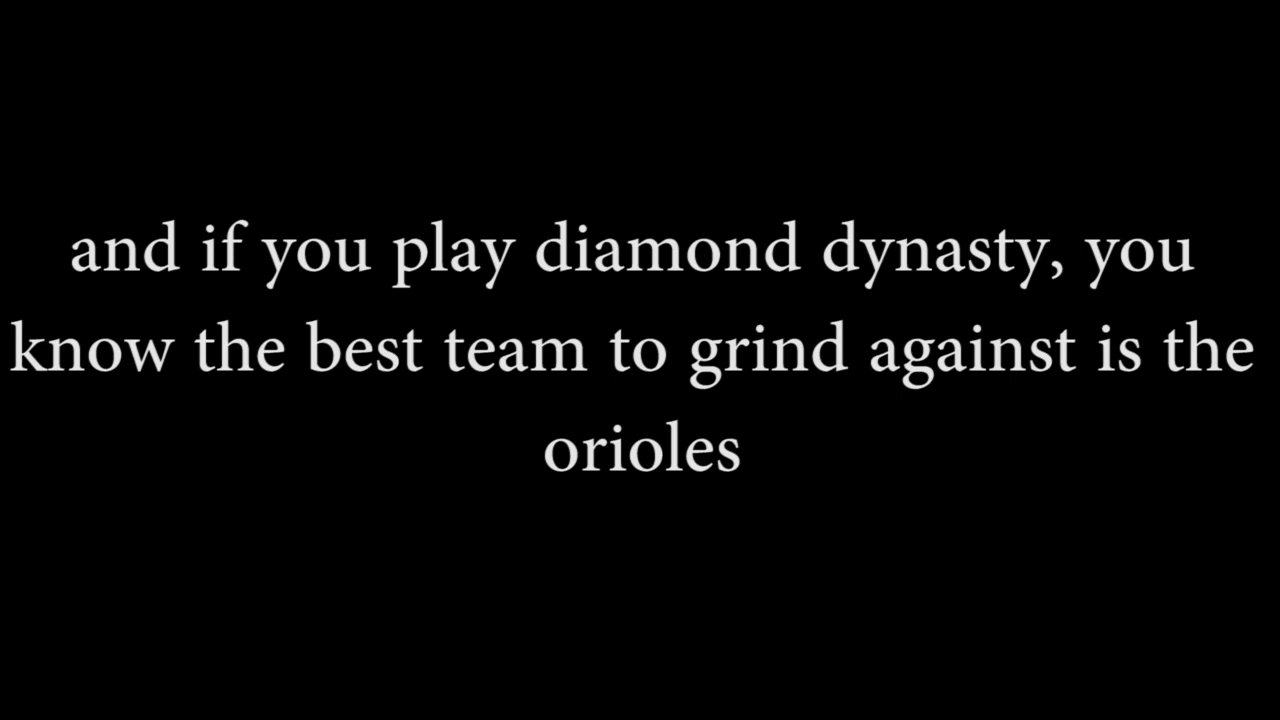 and if you play diamond dynasty, you
know the best team to grind against is the
orioles